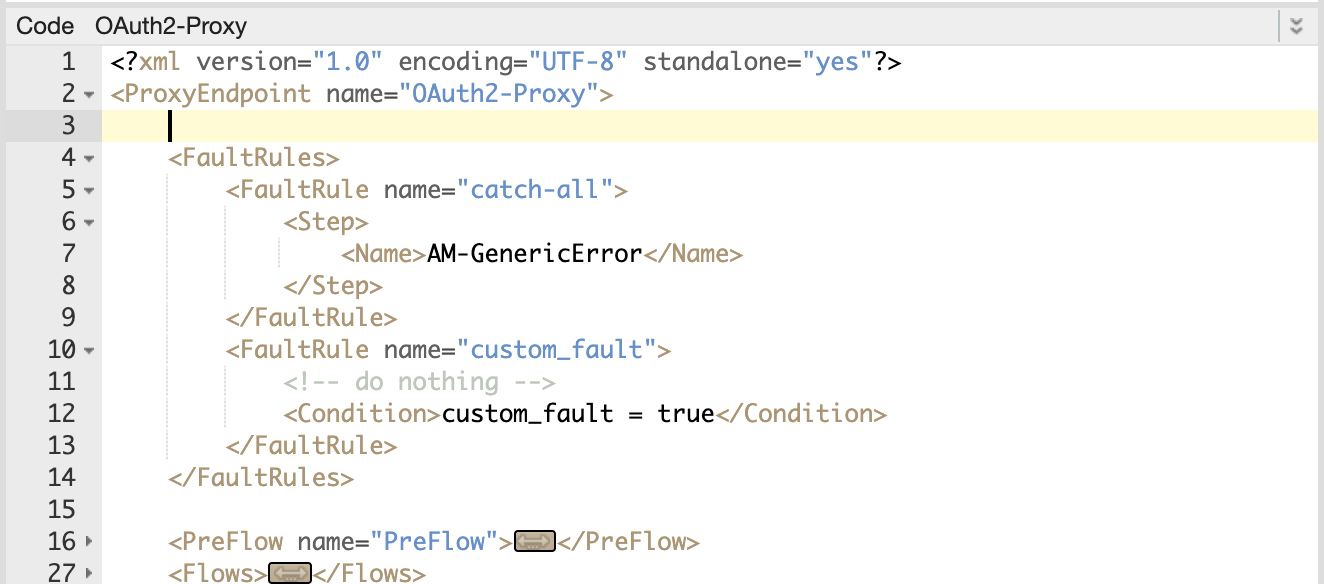 Code OAuth2-Proxy
1 <?xml version="1.0" encoding="UTF-8" standalone="yes"?>
2 <ProxyEndpoint name="OAuth2-Proxy">
3
4 <FaultRules>
5 <FaultRule name="catch-all">
6 <Step>
7 <Name>AM-GenericError</Name>
8 </Step>
9 </FaultRule>
10 <FaultRule name="custom_fault">
11 <!-- do nothing -->
12 <Condition>custom_fault = true</Condition>
13 </FaultRule>
14 </FaultRules>
15
16 <PreFlow name="PreFlow"></PreFlow>
27 <Flows></Flows>